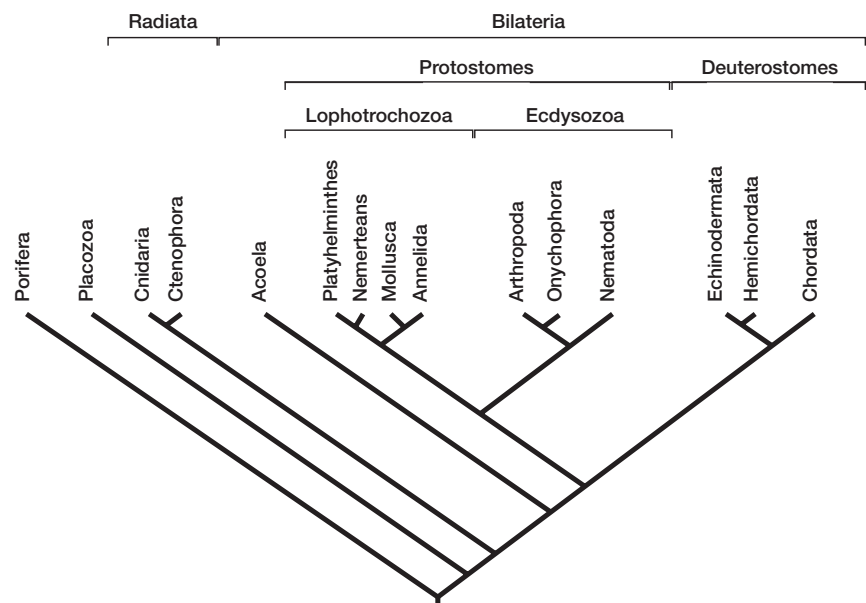 Radiata
Bilateria
Protostomes
Deuterostomes
Lophotrochozoa
Ecdysozoa
Porifera
Placozoa
Cnidaria
Ctenophora
Acoela
Platyhelminthes
Nemerteans
Mollusca
Annelida
Arthropoda
Onychophora
Nematoda
Echinodermata
Hemichordata
Chordata